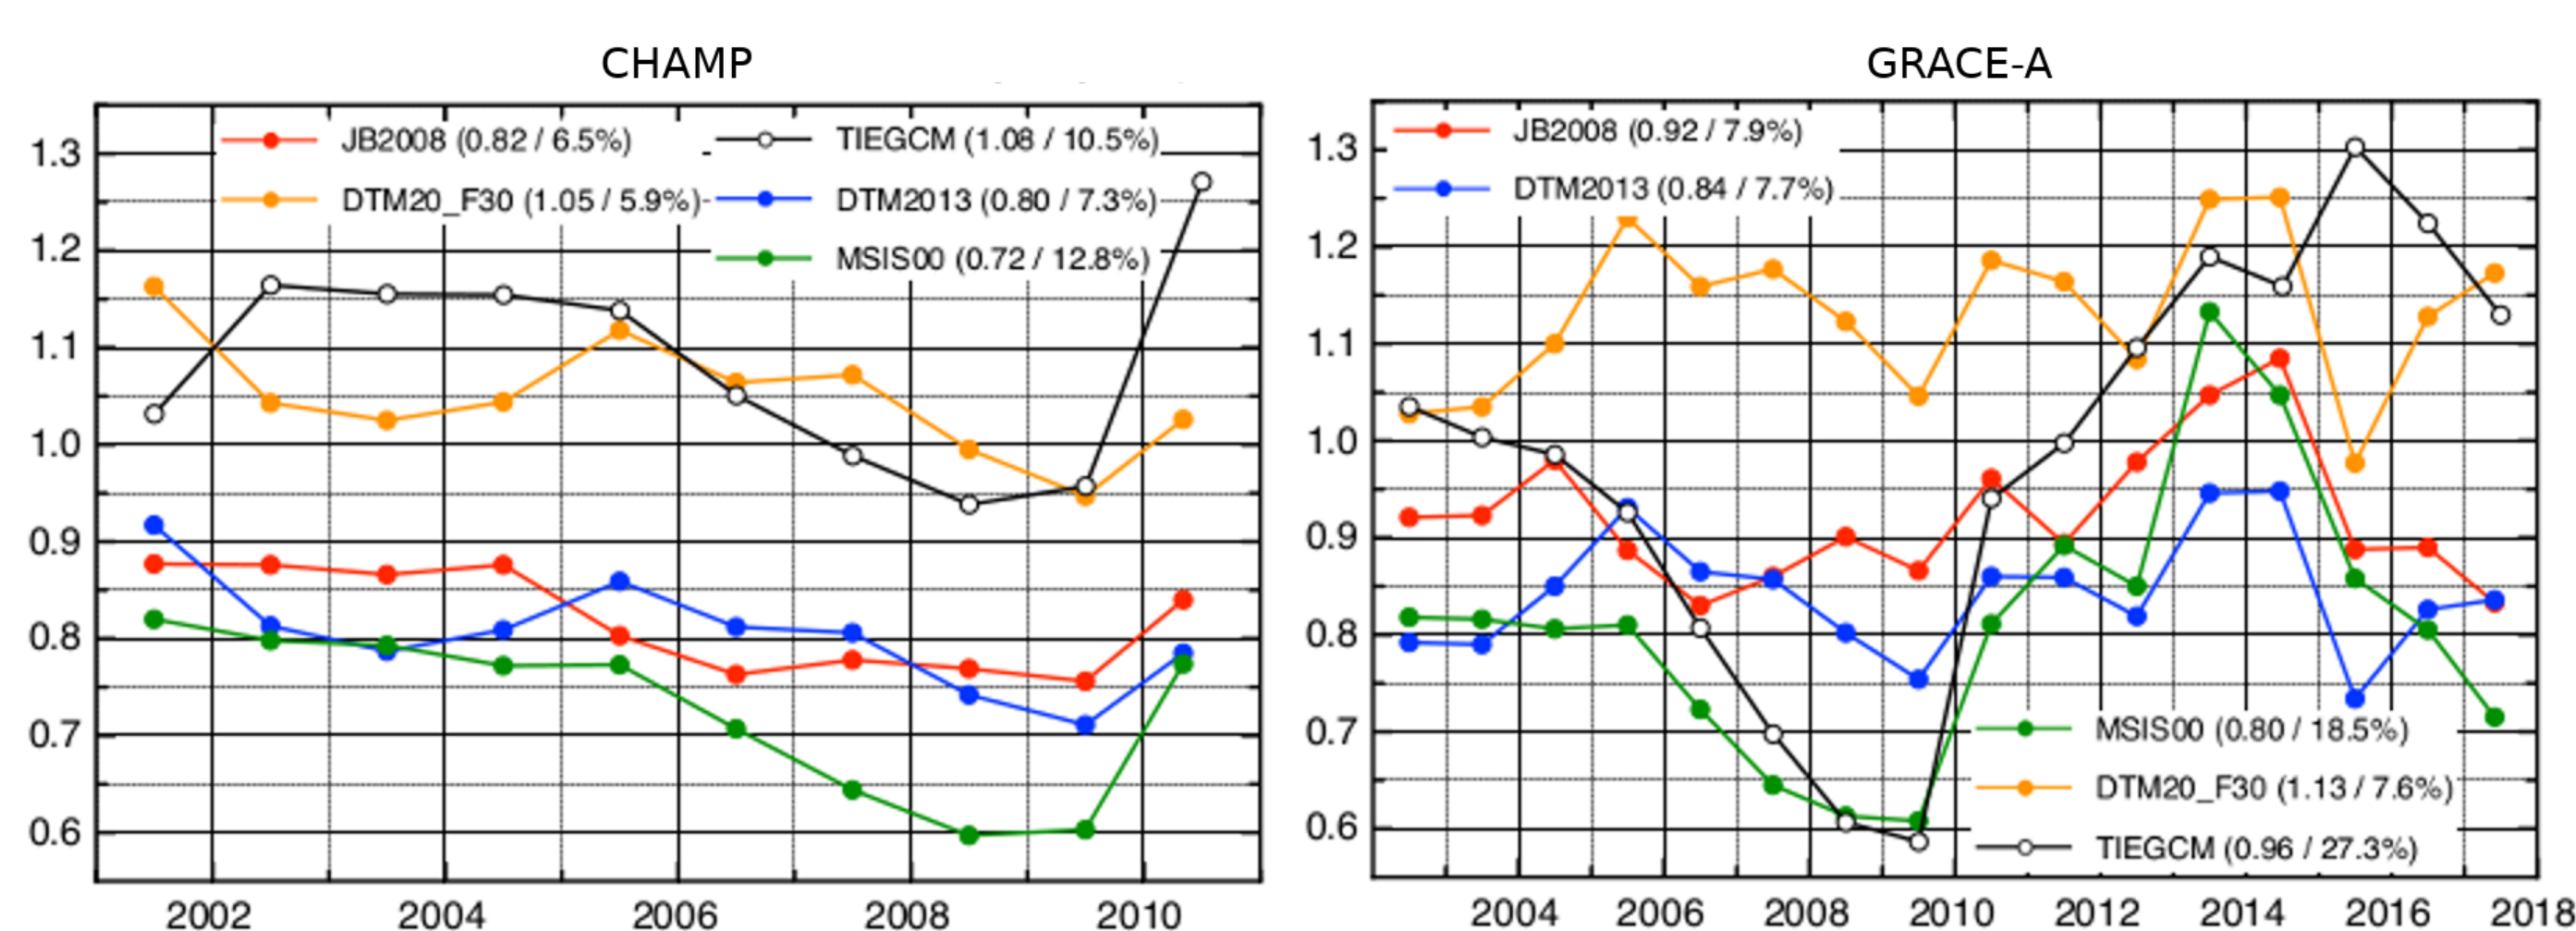 CHAMP
JB2008 (0.82 / 6.5%)
DTM20_F30 (1.05 / 5.9%)
TIEGCM (1.08 / 10.5%)
DTM2013 (0.80 / 7.3%)
MSIS00 (0.72 / 12.8%)
1.3
1.2
1.1
1.0
0.9
0.8
0.7
0.6
2002 2004 2006 2008 2010
GRACE-A
JB2008 (0.92 / 7.9%)
DTM2013 (0.84 / 7.7%)
1.3
1.2
1.1
1.0
0.9
0.8
0.7
0.6
MSIS00 (0.80 / 18.5%)
DTM20_F30 (1.13 / 7.6%)
TIEGCM (0.96 / 27.3%)
2004 2006 2008 2010 2012 2014 2016 2018